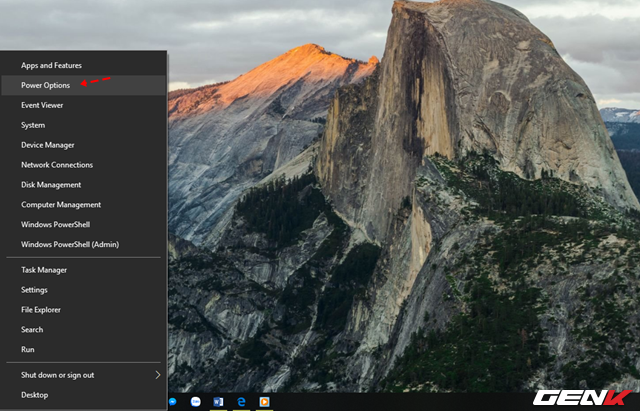 Apps and Features
Power Options
Event Viewer
System
Device Manager
Network Connections
Disk Management
Computer Management
Windows PowerShell
Windows PowerShell (Admin)
Task Manager
Settings
File Explorer
Search
Run
Shut down or sign out
Desktop
GENK